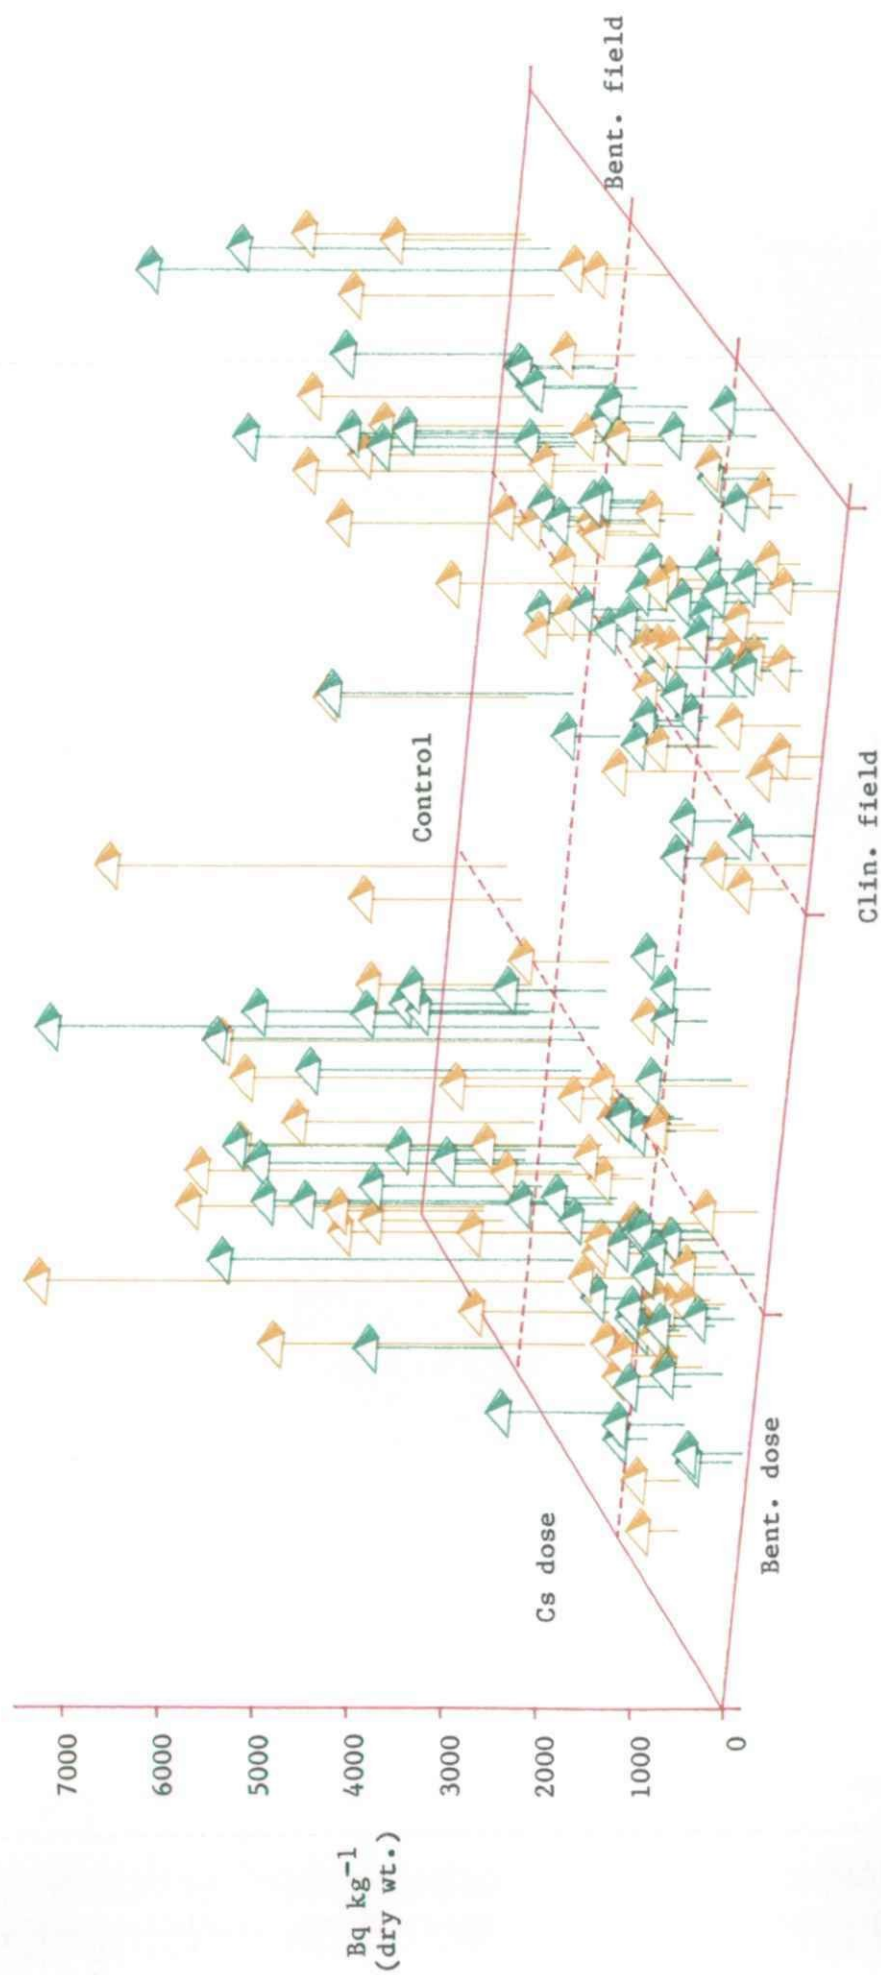 Bq kg⁻¹
(dry wt.)
7000
6000
5000
4000
3000
2000
1000
0
Cs dose
Control
Bent. field
Bent. dose
Clin. field